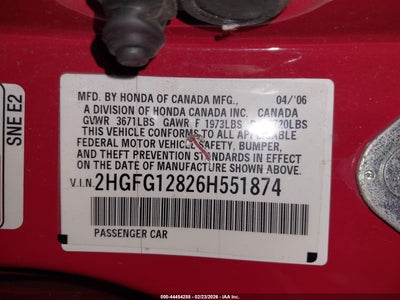 MFD. BY HONDA OF CANADA MFG., 04/'06
A DIVISION OF HONDA CANADA INC., CANADA
GVWR 3671LBS GAWR F 1973LBS
THIS VEHICLE CONFORMS TO ALL APPLICABLE
FEDERAL MOTOR VEHICLE SAFETY, BUMPER,
AND THEFT PREVENTION STANDARDS IN EFFECT
ON THE DATE OF MANUFACTURE SHOWN ABOVE.
V.I.N. 2HGFG12826H551874
PASSENGER CAR
SNE E2
000-44454288 - 02/23/2026 - IAA Inc.